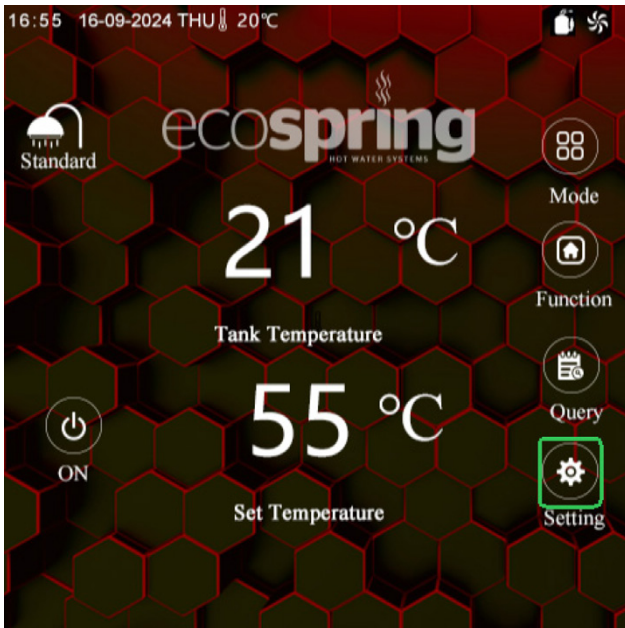 16:55 16-09-2024 THU 20℃
ecospring
HOT WATER SYSTEMS
Standard
Mode
21 °C
Function
Tank Temperature
55 °C
Query
ON
Set Temperature
Setting